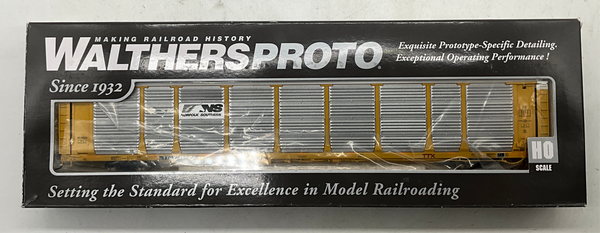 MAKING RAILROAD HISTORY
WALTHERSPROTO®
Exquisite Prototype-Specific Detailing.
Exceptional Operating Performance !
Since 1932
NS
NORFOLK SOUTHERN
TTX
HO
SCALE
Setting the Standard for Excellence in Model Railroading